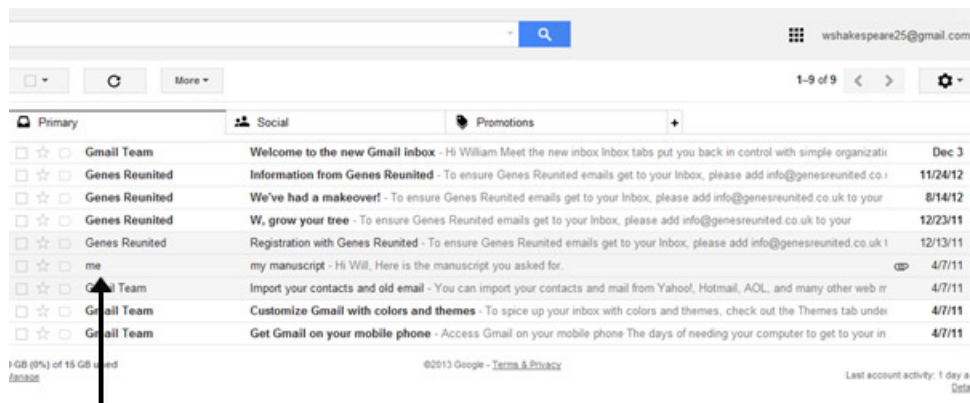 wshakespeare25@gmail.com
More 1–9 of 9
Primary Social Promotions +
Gmail Team Welcome to the new Gmail inbox - Hi William Meet the new inbox Inbox tabs put you back in control with simple organizatio Dec 3
Genes Reunited Information from Genes Reunited - To ensure Genes Reunited emails get to your Inbox, please add info@genesreunited.co. 11/24/12
Genes Reunited We've had a makeover! - To ensure Genes Reunited emails get to your Inbox, please add info@genesreunited.co.uk to your 8/14/12
Genes Reunited W, grow your tree - To ensure Genes Reunited emails get to your Inbox, please add info@genesreunited.co.uk to your 12/23/11
Genes Reunited Registration with Genes Reunited - To ensure Genes Reunited emails get to your Inbox, please add info@genesreunited.co.uk t 12/13/11
me my manuscript - Hi Will, Here is the manuscript you asked for. 4/7/11
Gmail Team Import your contacts and old email - You can import your contacts and mail from Yahoo!, Hotmail, AOL, and many other web m 4/7/11
Gmail Team Customize Gmail with colors and themes - To spice up your inbox with colors and themes, check out the Themes tab under 4/7/11
Gmail Team Get Gmail on your mobile phone - Access Gmail on your mobile phone The days of needing your computer to get to your in 4/7/11
GB (0%) of 15 GB used ©2013 Google - Terms & Privacy
Manage Last account activity: 1 day a
Deta